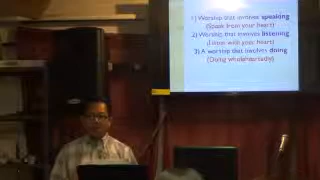 1) Worship that involves speaking
(Speak from your heart)
2) Worship that involves listening
(Listen with your heart)
3) A worship that involves doing
(Doing wholeheartedly)